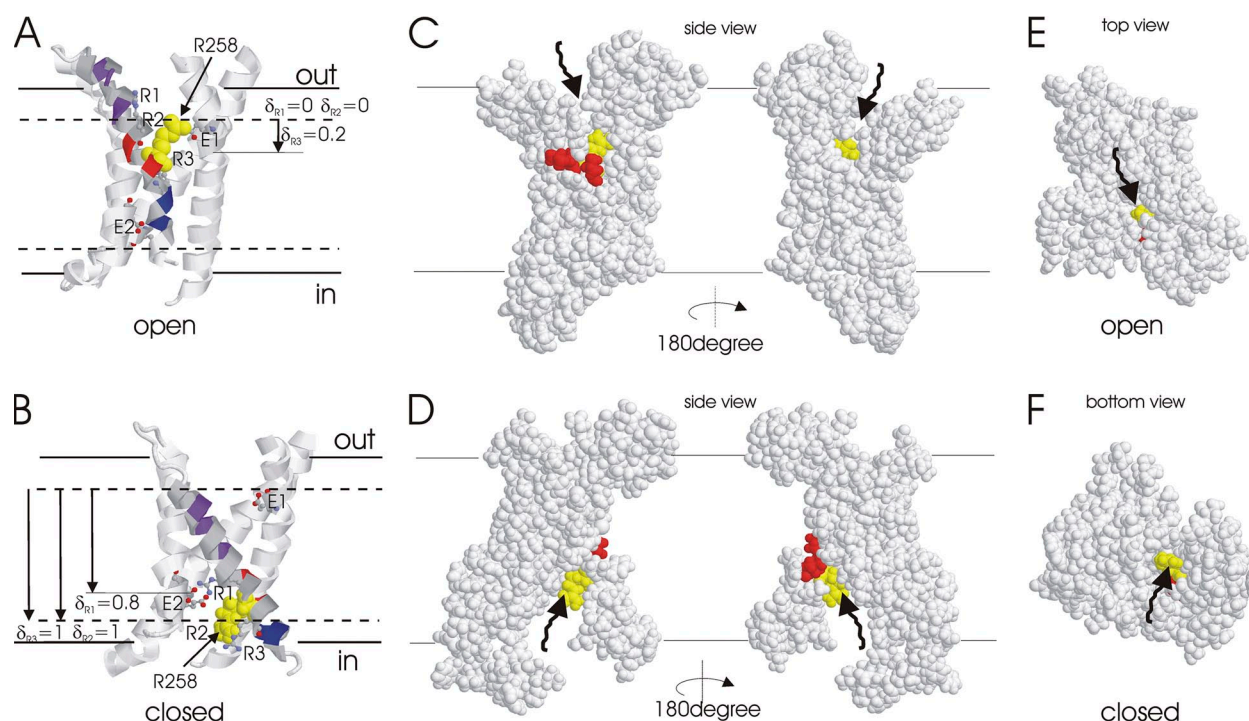 A
R258
out
R1
R2
δR1=0 δR2=0
E1
δR3=0.2
R3
E2
in
open
C
side view
180degree
E
top view
open
B
out
E1
R1
E2
δR1=0.8
δR3=1 δR2=1
R2
R3
in
R258
closed
D
side view
180degree
F
bottom view
closed